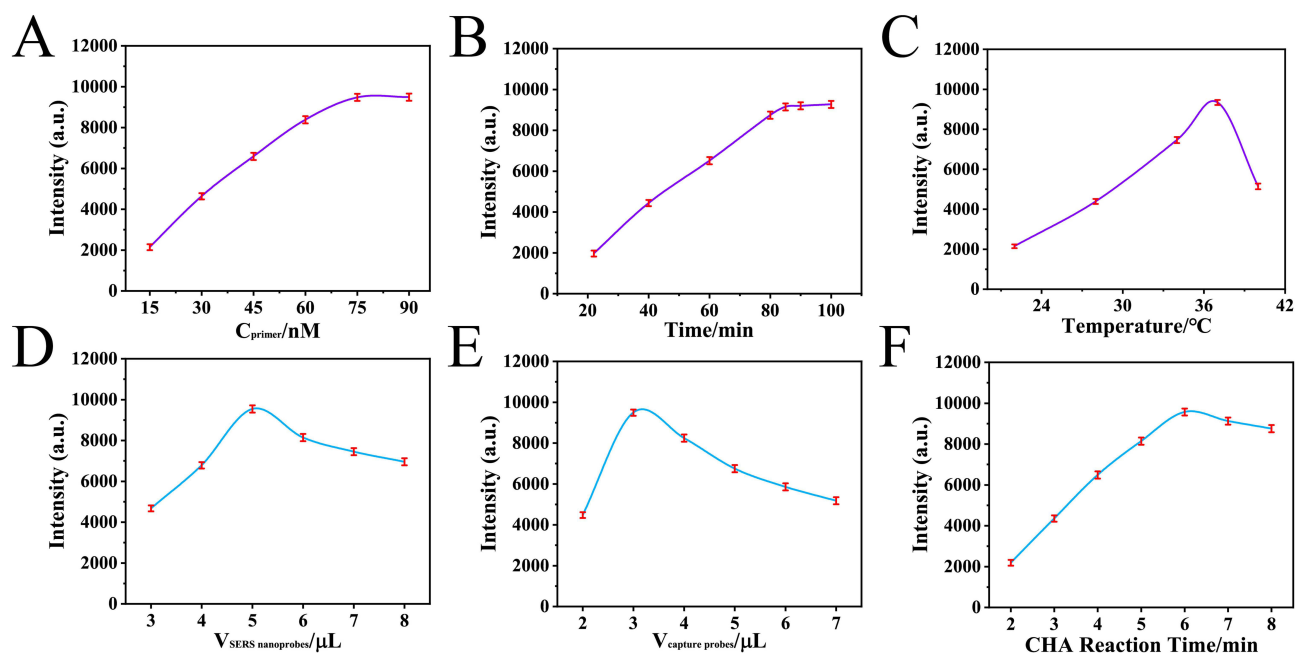 A
12000
10000
8000
6000
4000
2000
0
Intensity (a.u.)
15 30 45 60 75 90
Cprimer/nM
B
12000
10000
8000
6000
4000
2000
0
Intensity (a.u.)
20 40 60 80 100
Time/min
C
12000
10000
8000
6000
4000
2000
0
Intensity (a.u.)
24 30 36 42
Temperature/°C
D
12000
10000
8000
6000
4000
2000
0
Intensity (a.u.)
3 4 5 6 7 8
VSERS nanoprobes/μL
E
12000
10000
8000
6000
4000
2000
0
Intensity (a.u.)
2 3 4 5 6 7
Vcapture probes/μL
F
12000
10000
8000
6000
4000
2000
0
Intensity (a.u.)
2 3 4 5 6 7 8
CHA Reaction Time/min